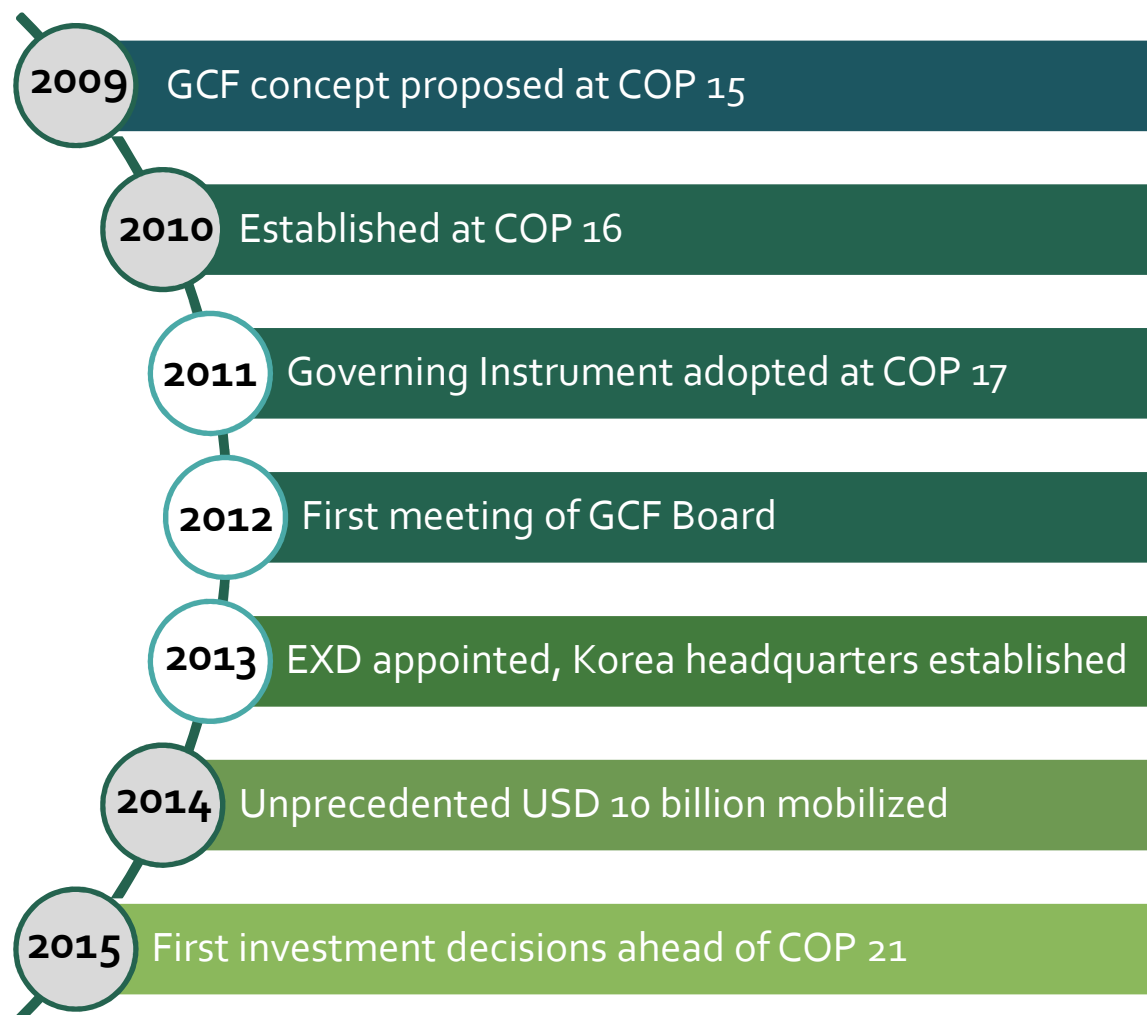 2009 GCF concept proposed at COP 15
2010 Established at COP 16
2011 Governing Instrument adopted at COP 17
2012 First meeting of GCF Board
2013 EXD appointed, Korea headquarters established
2014 Unprecedented USD 10 billion mobilized
2015 First investment decisions ahead of COP 21